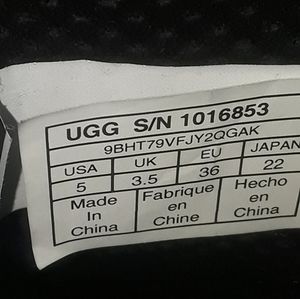 UGG S/N 1016853
9BHT79VFJY2QGAK
USA UK EU JAPAN
5 3.5 36 22
Made Fabrique Hecho
In en en
China Chine China